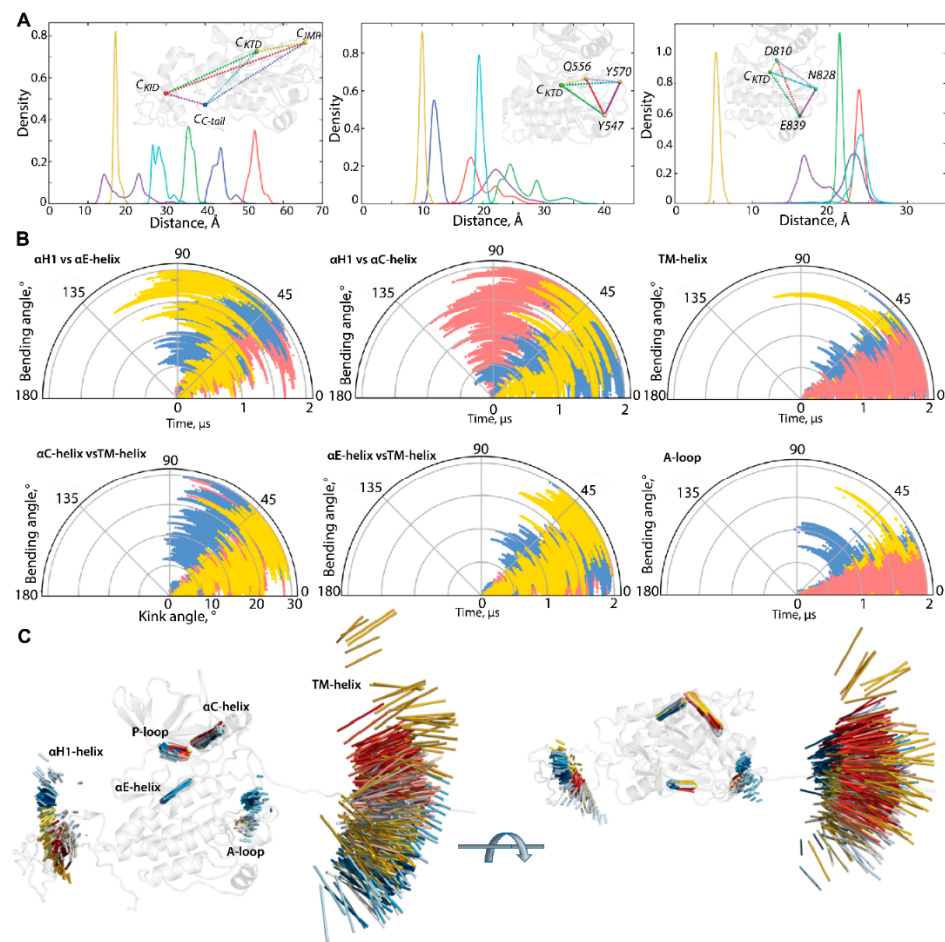 A
0.8
0.6
0.4
0.2
0
Density
10 20 30 40 50 60 70
Distance, Å
C_KTD
C_JMR
C_KID
C_C-tail
0.8
0.6
0.4
0.2
0
Density
0 10 20 30 40
Distance, Å
Q556
Y570
C_KTD
Y547
1.0
0.8
0.6
0.4
0.2
0
Density
10 20 30
Distance, Å
D810
C_KTD
N828
E839
B
αH1 vs αE-helix
90
135
45
Bending angle,°
180
0
0 1 2
Time, μs
αH1 vs αC-helix
90
135
45
Bending angle,°
180
0
0 1 2
Time, μs
TM-helix
90
135
45
Bending angle,°
180
0
0 1 2
Time, μs
αC-helix vsTM-helix
90
135
45
Bending angle,°
180
0
0 10 20 30
Kink angle, °
αE-helix vsTM-helix
90
135
45
Bending angle,°
180
0
0 1 2
Time, μs
A-loop
90
135
45
Bending angle,°
180
0
0 1 2
Time, μs
C
TM-helix
αC-helix
P-loop
αH1-helix
αE-helix
A-loop